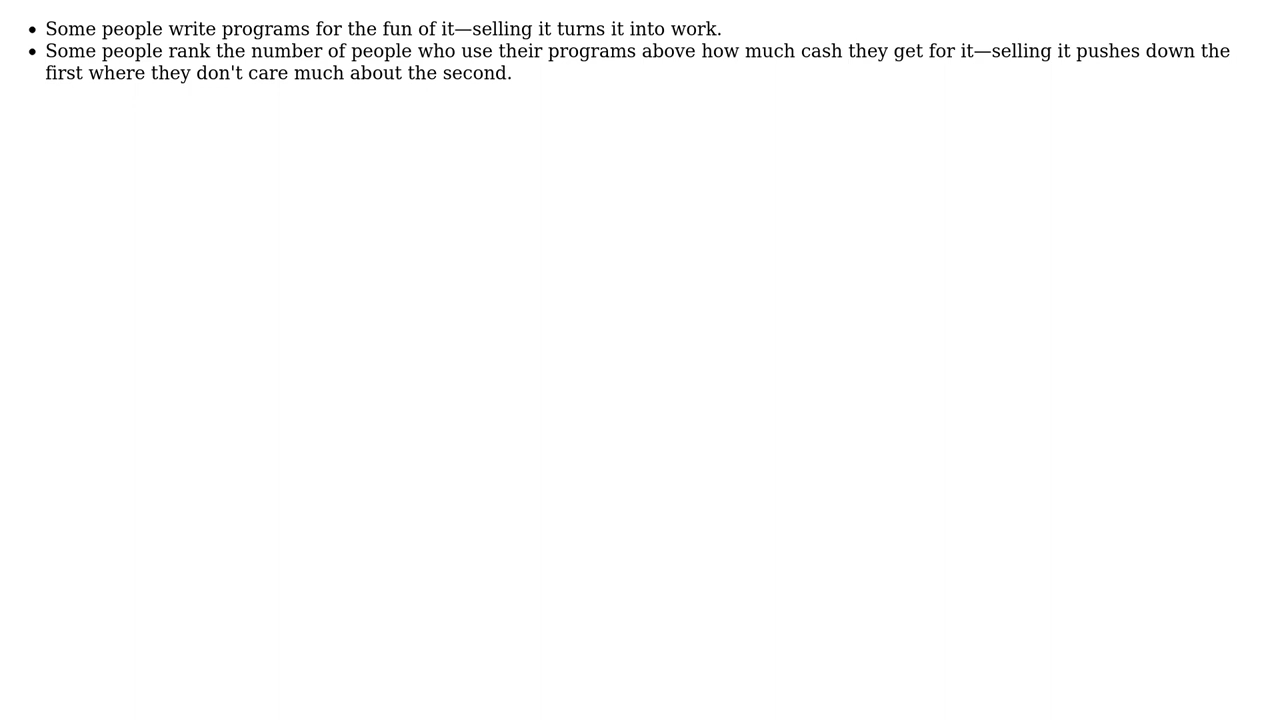 • Some people write programs for the fun of it—selling it turns it into work.
• Some people rank the number of people who use their programs above how much cash they get for it—selling it pushes down the
first where they don't care much about the second.